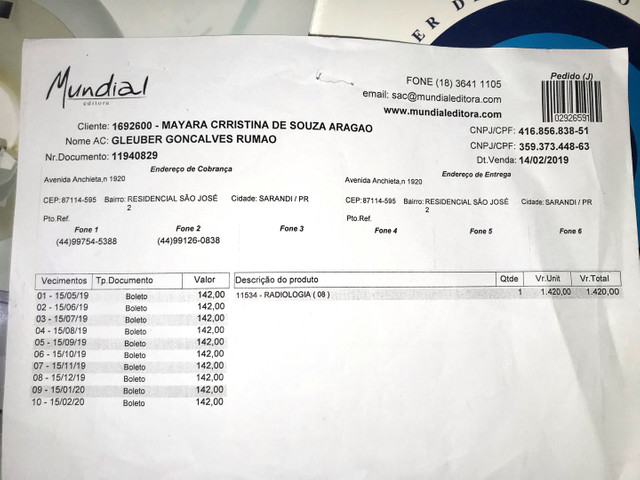 ER D
Mundial
editora
FONE (18) 3641 1105
email: sac@mundialeditora.com
www.mundialeditora.com
Pedido (J)
02926591
Cliente: 1692600 - MAYARA CRRISTINA DE SOUZA ARAGAO
CNPJ/CPF: 416.856.838-51
Nome AC: GLEUBER GONCALVES RUMAO
CNPJ/CPF: 359.373.448-63
Nr.Documento: 11940829
Dt.Venda: 14/02/2019
Endereço de Cobrança
Endereço de Entrega
Avenida Anchieta,n 1920
Avenida Anchieta,n 1920
CEP:87114-595 Bairro: RESIDENCIAL SÃO JOSÉ 2 Cidade: SARANDI / PR
CEP:87114-595 Bairro: RESIDENCIAL SÃO JOSÉ 2 Cidade: SARANDI / PR
Pto.Ref.
Pto.Ref.
Fone 1 Fone 2 Fone 3 Fone 4 Fone 5 Fone 6
(44)99754-5388 (44)99126-0838
Vecimentos Tp.Documento Valor
01 - 15/05/19 Boleto 142,00
02 - 15/06/19 Boleto 142,00
03 - 15/07/19 Boleto 142,00
04 - 15/08/19 Boleto 142,00
05 - 15/09/19 Boleto 142,00
06 - 15/10/19 Boleto 142,00
07 - 15/11/19 Boleto 142,00
08 - 15/12/19 Boleto 142,00
09 - 15/01/20 Boleto 142,00
10 - 15/02/20 Boleto 142,00
Descrição do produto Qtde Vr.Unit Vr.Total
11534 - RADIOLOGIA ( 08 ) 1 1.420,00 1.420,00